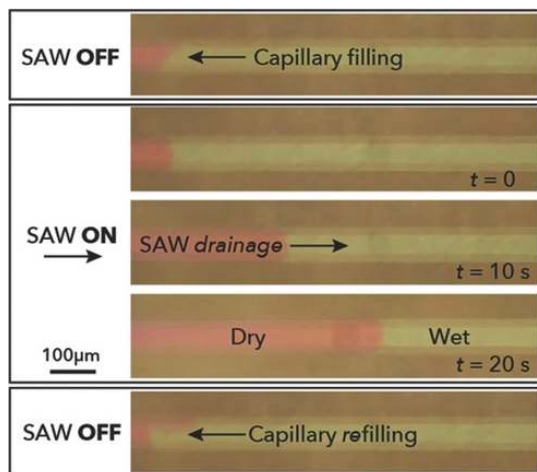 SAW OFF
Capillary filling
t = 0
SAW ON
SAW drainage
t = 10 s
Dry
Wet
100µm
t = 20 s
SAW OFF
Capillary refilling